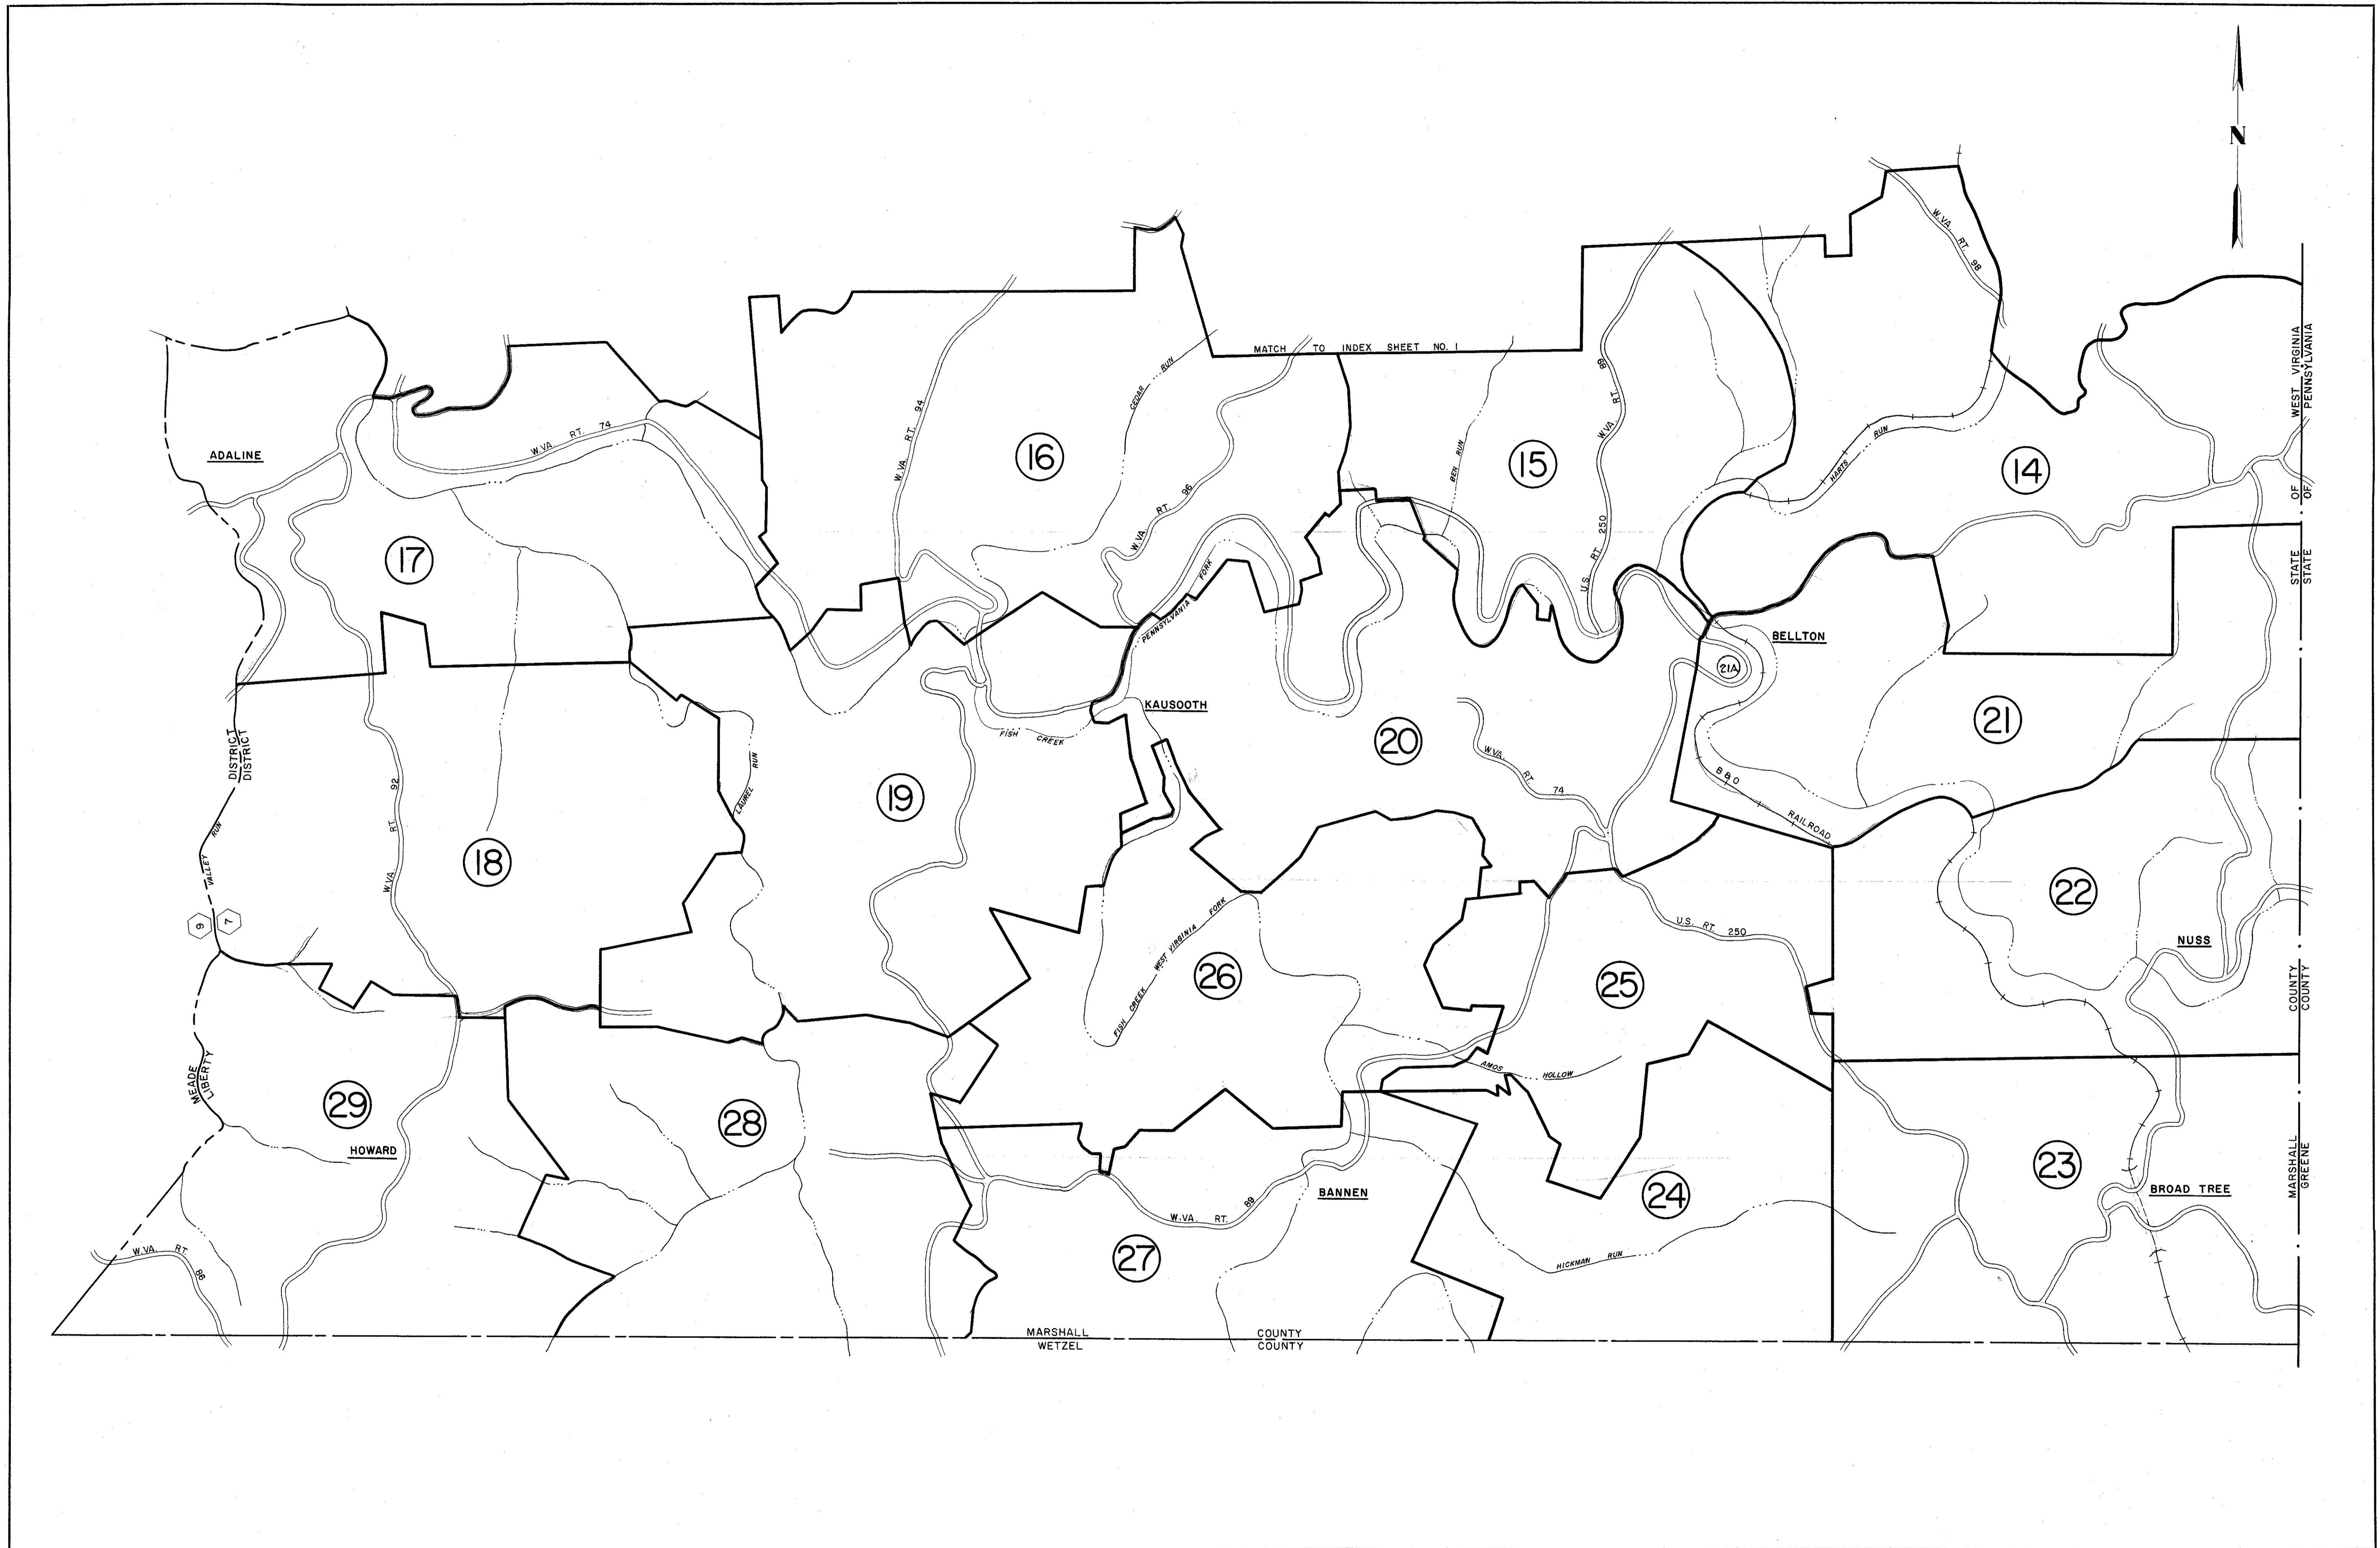 N
W.VA. RT. 98
MATCH TO INDEX SHEET NO. 1
WEST VIRGINIA
PENNSYLVANIA
OF
OF
STATE
STATE
CEDAR RUN
W.VA. RT. 94
W.VA. RT. 74
ADALINE
16
W.VA. RT. 96
BEN RUN
15
W.VA. RT. 88
U.S. RT. 250
HARTS RUN
14
17
PENNSYLVANIA FORK
BELLTON
21A
KAUSOOTH
FISH CREEK
20
21
DISTRICT
DISTRICT
LAUREL RUN
19
W.VA. RT. 74
B&O RAILROAD
W.VA. RT. 92
18
VALLEY RUN
9
7
22
NUSS
U.S. RT. 250
FISH CREEK WEST VIRGINIA FORK
26
25
COUNTY
COUNTY
MEADE
LIBERTY
AMOS HOLLOW
29
28
HOWARD
23
BROAD TREE
MARSHALL
GREENE
BANNEN
24
W.VA. RT. 89
27
HICKMAN RUN
W.VA. RT. 86
MARSHALL COUNTY
WETZEL COUNTY